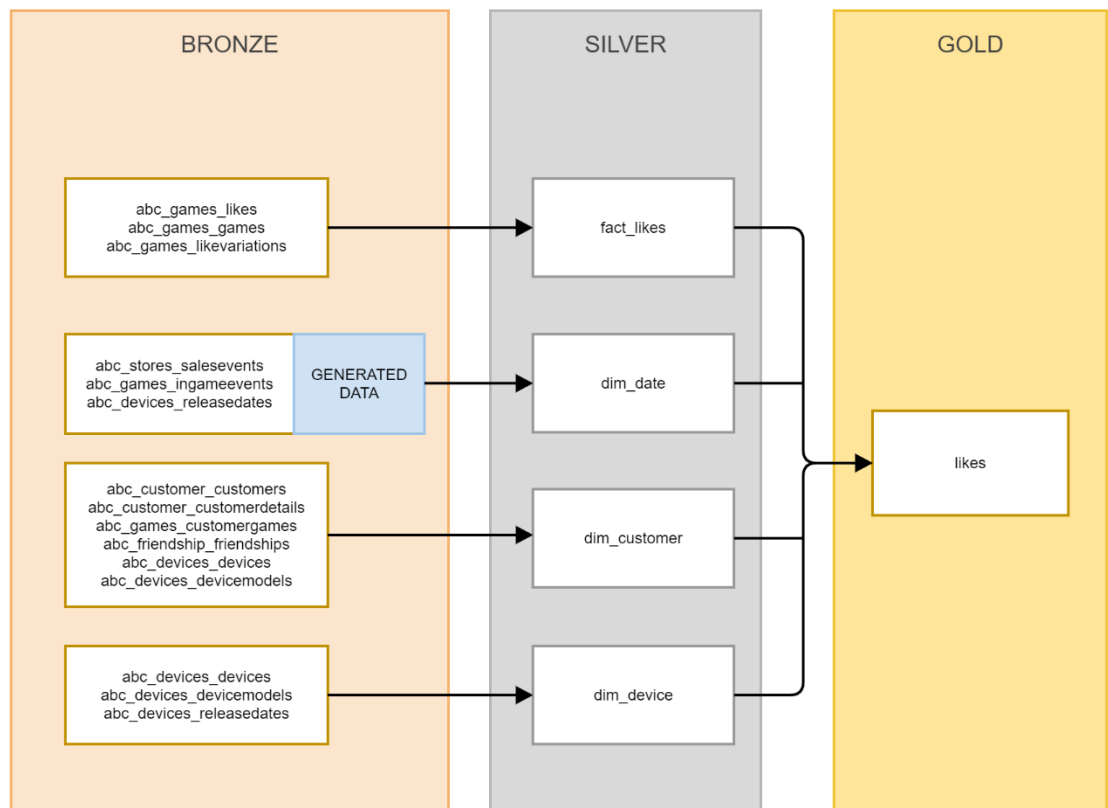 BRONZE
SILVER
GOLD
abc_games_likes
abc_games_games
abc_games_likevariations
fact_likes
abc_stores_salesevents
abc_games_ingameevents
abc_devices_releasedates
GENERATED
DATA
dim_date
likes
abc_customer_customers
abc_customer_customerdetails
abc_games_customergames
abc_friendship_friendships
abc_devices_devices
abc_devices_devicemodels
dim_customer
abc_devices_devices
abc_devices_devicemodels
abc_devices_releasedates
dim_device